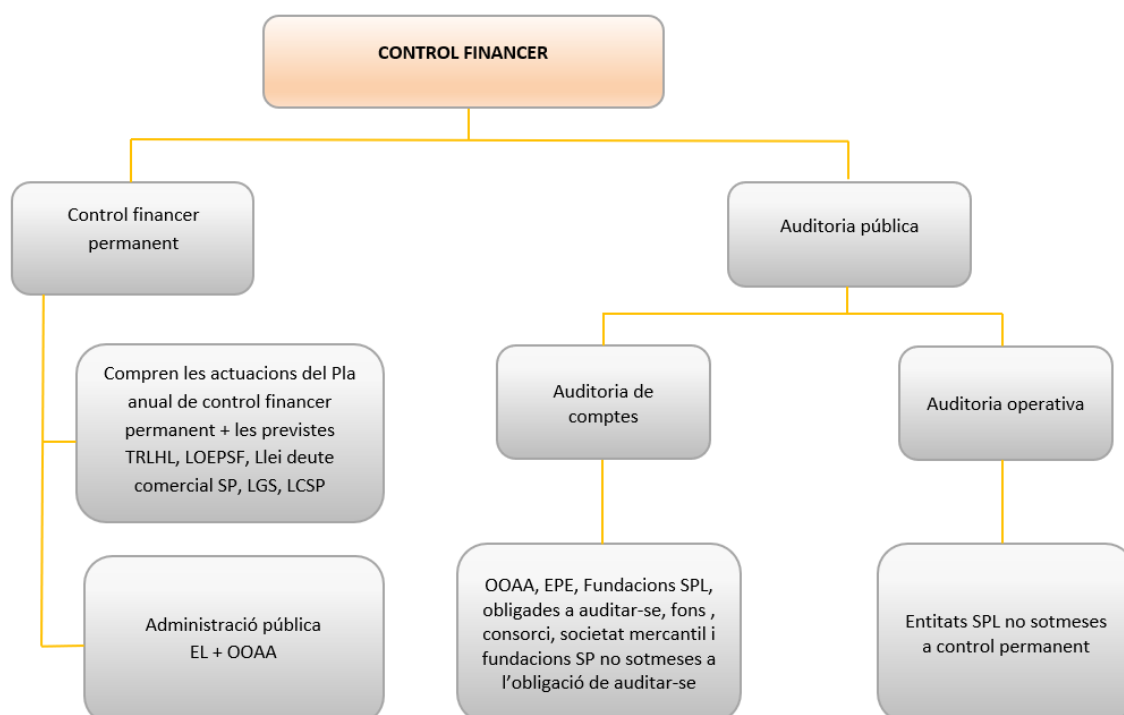 CONTROL FINANCER
Control financer
permanent
Auditoria pública
Compren les actuacions del Pla
anual de control financer
permanent + les previstes
TRLHL, LOEPSF, Llei deute
comercial SP, LGS, LCSP
Auditoria de
comptes
Auditoria operativa
Administració pública
EL + OOAA
OOAA, EPE, Fundacions SPL,
obligades a auditar-se, fons ,
consorci, societat mercantil i
fundacions SP no sotmeses a
l’obligació de auditar-se
Entitats SPL no sotmeses
a control permanent